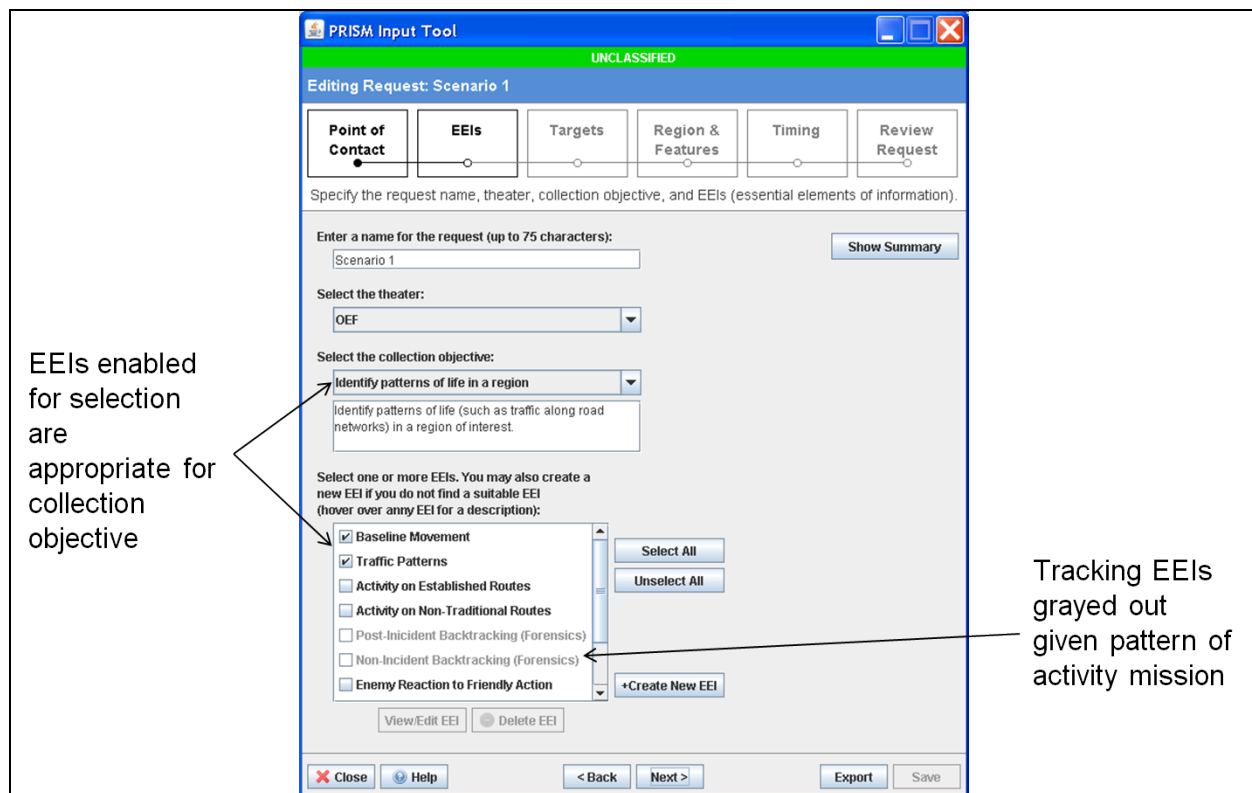 PRISM Input Tool
UNCLASSIFIED
Editing Request: Scenario 1
Point of
Contact
EEIs
Targets
Region &
Features
Timing
Review
Request
Specify the request name, theater, collection objective, and EEIs (essential elements of information).
Enter a name for the request (up to 75 characters):
Show Summary
Scenario 1
Select the theater:
OEF
Select the collection objective:
Identify patterns of life in a region
Identify patterns of life (such as traffic along road
networks) in a region of interest.
EEIs enabled
for selection
are
appropriate for
collection
objective
Select one or more EEIs. You may also create a
new EEI if you do not find a suitable EEI
(hover over anny EEI for a description):
Baseline Movement
Traffic Patterns
Activity on Established Routes
Activity on Non-Traditional Routes
Post-Inicident Backtracking (Forensics)
Non-Incident Backtracking (Forensics)
Enemy Reaction to Friendly Action
Select All
Unselect All
+Create New EEI
Tracking EEIs
grayed out
given pattern of
activity mission
View/Edit EEI
Delete EEI
Close
Help
< Back
Next >
Export
Save